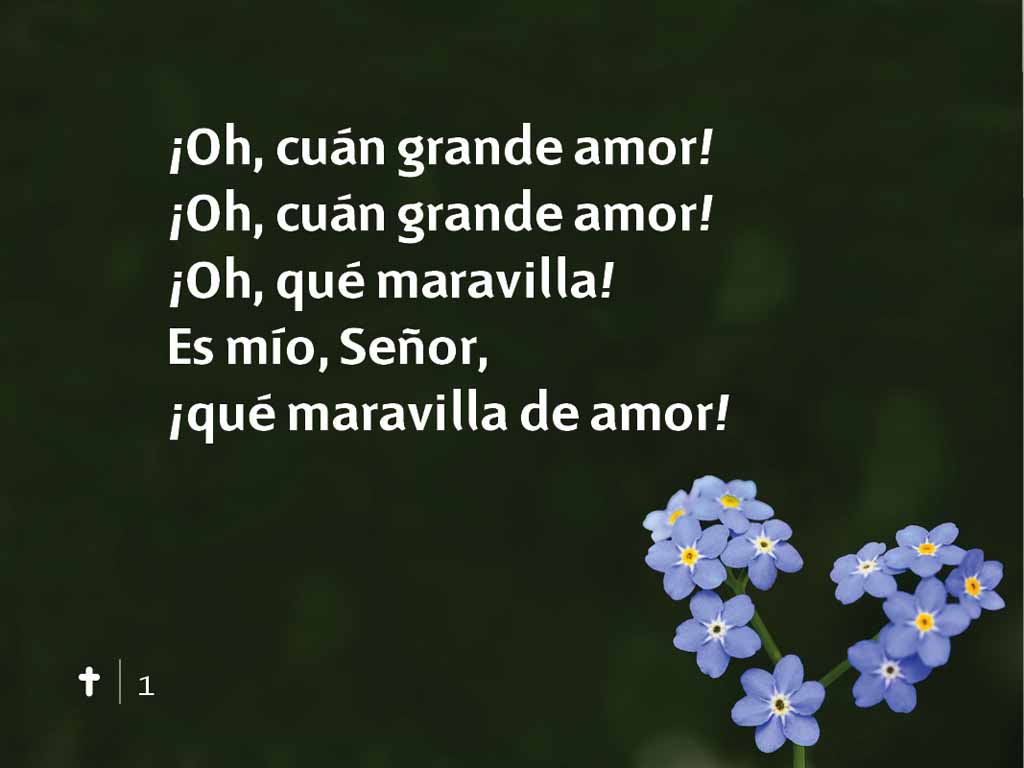 ¡Oh, cuán grande amor!
¡Oh, cuán grande amor!
¡Oh, qué maravilla!
Es mío, Señor,
¡qué maravilla de amor!
1